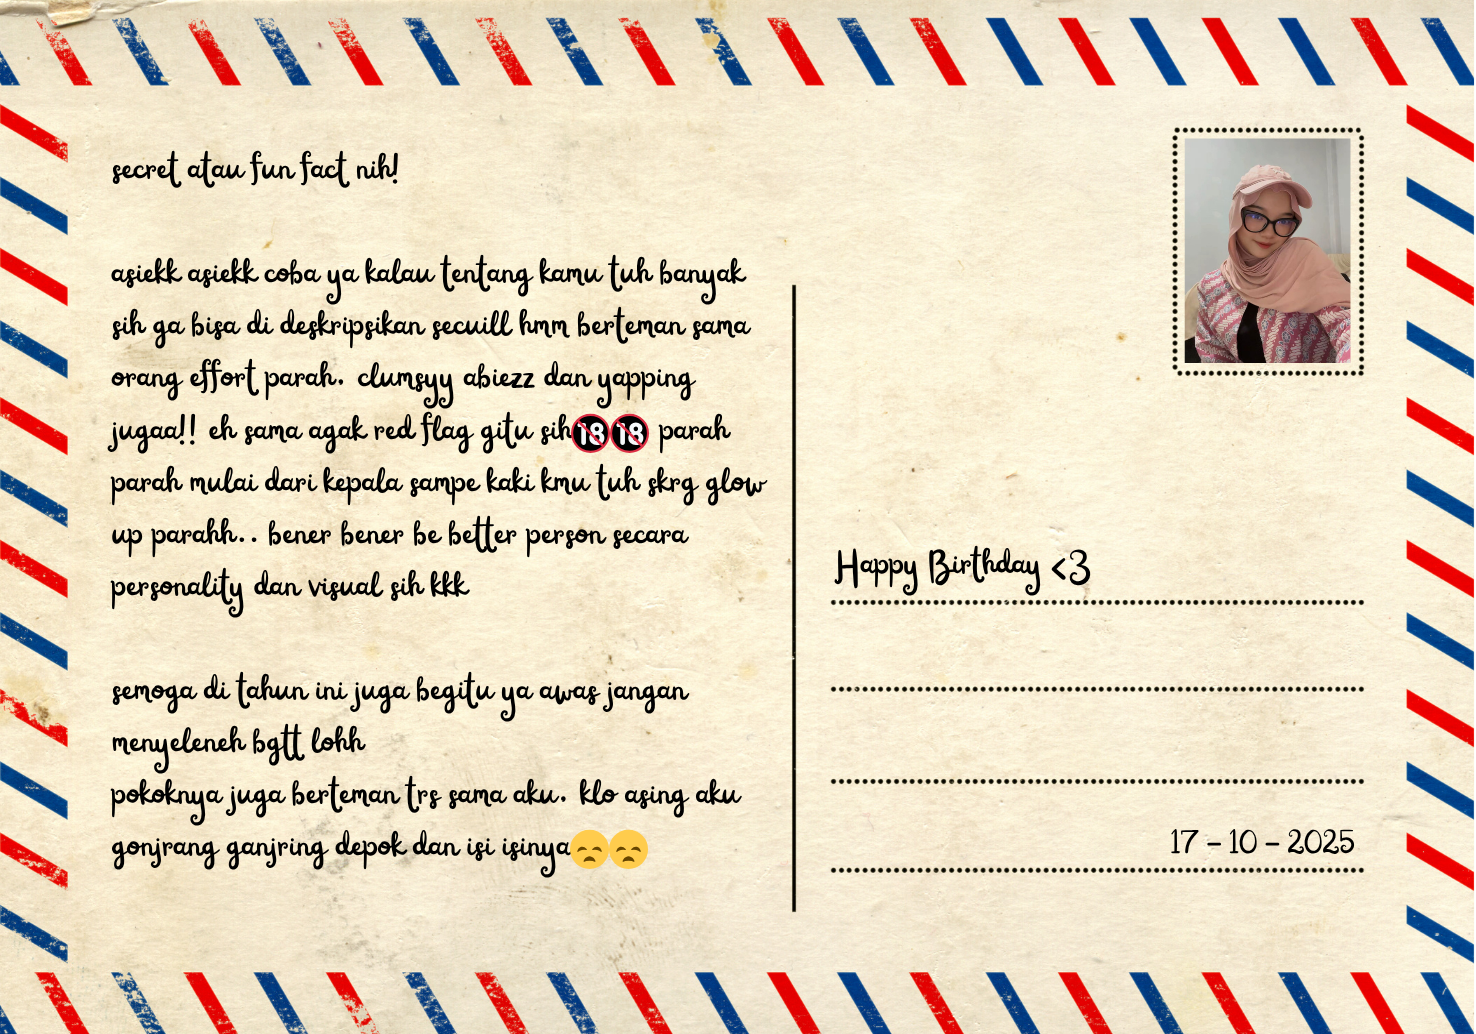 secret atau fun fact nih!
asiekk asiekk coba ya kalau tentang kamu tuh banyak
sih ga bisa di deskripsikan secuill hmm berteman sama
orang effort parah. clumsyy abiezz dan yapping
jugaa!! eh sama agak red flag gitu sih🔞🔞 parah
parah mulai dari kepala sampe kaki kmu tuh skrg glow
up parahh.. bener bener be better person secara
personality dan visual sih kkk
semoga di tahun ini juga begitu ya awas jangan
menyeleneh bgtt lohh
pokoknya juga berteman trs sama aku. klo asing aku
gonjrang ganjring depok dan isi isinya😞😞
Happy Birthday <3
17 - 10 - 2025